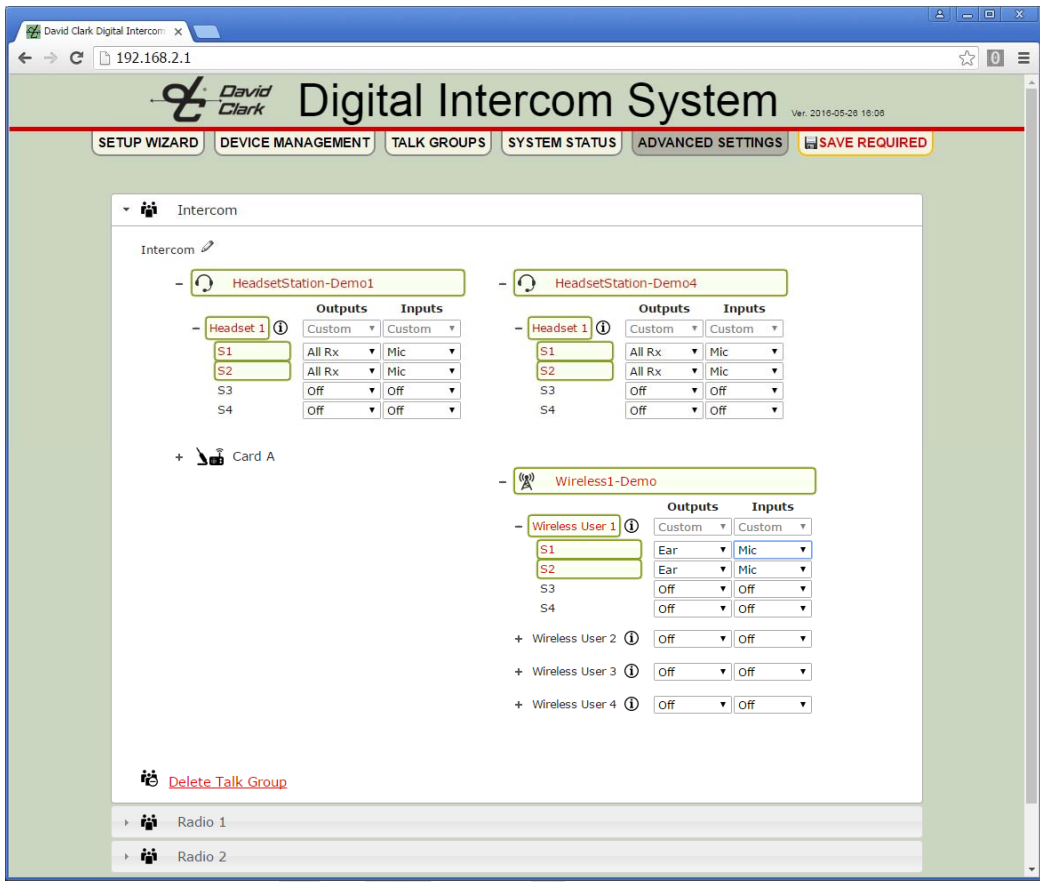 David Clark Digital Intercom
192.168.2.1
0
David Clark Digital Intercom System Ver. 2016-05-26 16:06
SETUP WIZARD DEVICE MANAGEMENT TALK GROUPS SYSTEM STATUS ADVANCED SETTINGS SAVE REQUIRED
Intercom
Intercom
HeadsetStation-Demo1
Outputs Inputs
Headset 1 Custom Custom
S1 All Rx Mic
S2 All Rx Mic
S3 Off Off
S4 Off Off
Card A
HeadsetStation-Demo4
Outputs Inputs
Headset 1 Custom Custom
S1 All Rx Mic
S2 All Rx Mic
S3 Off Off
S4 Off Off
Wireless1-Demo
Outputs Inputs
Wireless User 1 Custom Custom
S1 Ear Mic
S2 Ear Mic
S3 Off Off
S4 Off Off
Wireless User 2 Off Off
Wireless User 3 Off Off
Wireless User 4 Off Off
Delete Talk Group
Radio 1
Radio 2